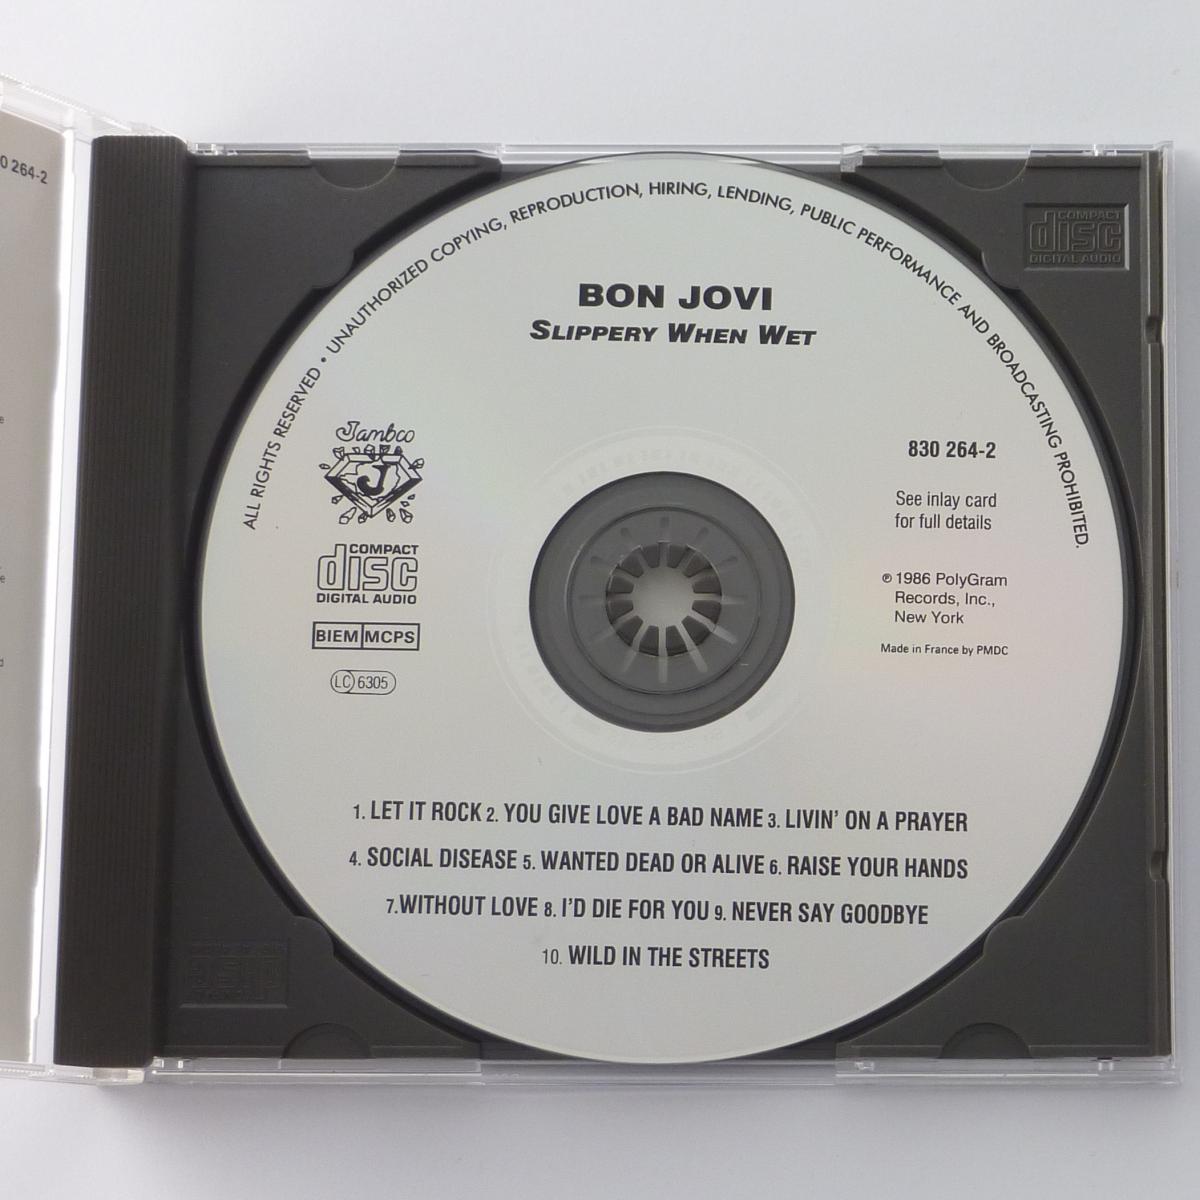 0 264-2
COMPACT
disc
DIGITAL AUDIO
ALL RIGHTS RESERVED • UNAUTHORIZED COPYING, REPRODUCTION, HIRING, LENDING, PUBLIC PERFORMANCE AND BROADCASTING PROHIBITED.
BON JOVI
SLIPPERY WHEN WET
Jambco
J
COMPACT
disc
DIGITAL AUDIO
BIEM MCPS
LC 6305
830 264-2
See inlay card
for full details
℗ 1986 PolyGram
Records, Inc.,
New York
Made in France by PMDC
1. LET IT ROCK 2. YOU GIVE LOVE A BAD NAME 3. LIVIN' ON A PRAYER
4. SOCIAL DISEASE 5. WANTED DEAD OR ALIVE 6. RAISE YOUR HANDS
7.WITHOUT LOVE 8. I'D DIE FOR YOU 9. NEVER SAY GOODBYE
10. WILD IN THE STREETS